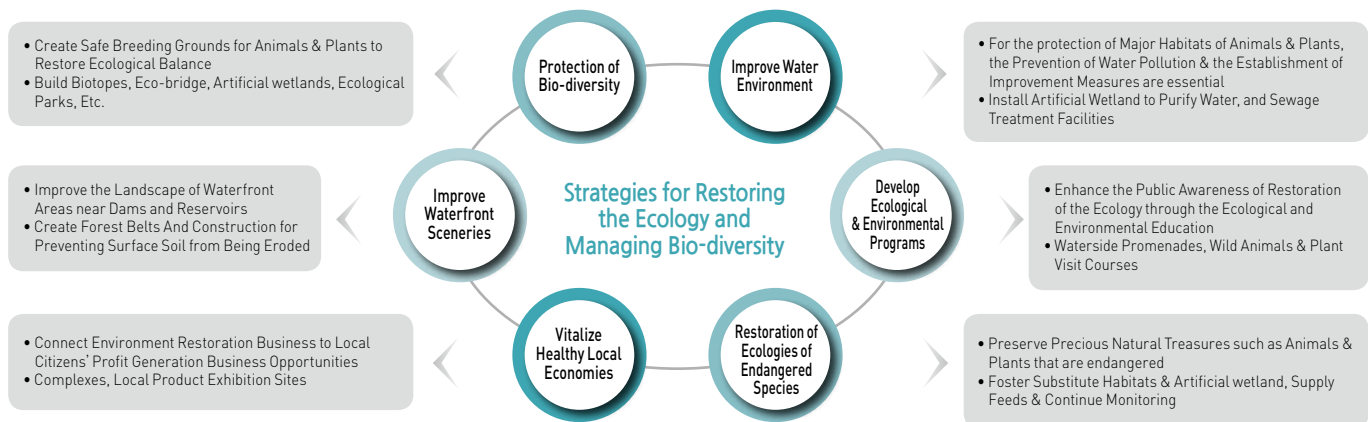 Strategies for Restoring
the Ecology and
Managing Bio-diversity
Protection of
Bio-diversity
• Create Safe Breeding Grounds for Animals & Plants to
Restore Ecological Balance
• Build Biotopes, Eco-bridge, Artificial wetlands, Ecological
Parks, Etc.
Improve Water
Environment
• For the protection of Major Habitats of Animals & Plants,
the Prevention of Water Pollution & the Establishment of
Improvement Measures are essential
• Install Artificial Wetland to Purify Water, and Sewage
Treatment Facilities
Improve
Waterfront
Sceneries
• Improve the Landscape of Waterfront
Areas near Dams and Reservoirs
• Create Forest Belts And Construction for
Preventing Surface Soil from Being Eroded
Develop
Ecological
& Environmental
Programs
• Enhance the Public Awareness of Restoration
of the Ecology through the Ecological and
Environmental Education
• Waterside Promenades, Wild Animals & Plant
Visit Courses
Vitalize
Healthy Local
Economies
• Connect Environment Restoration Business to Local
Citizens' Profit Generation Business Opportunities
• Complexes, Local Product Exhibition Sites
Restoration of
Ecologies of
Endangered
Species
• Preserve Precious Natural Treasures such as Animals &
Plants that are endangered
• Foster Substitute Habitats & Artificial wetland, Supply
Feeds & Continue Monitoring